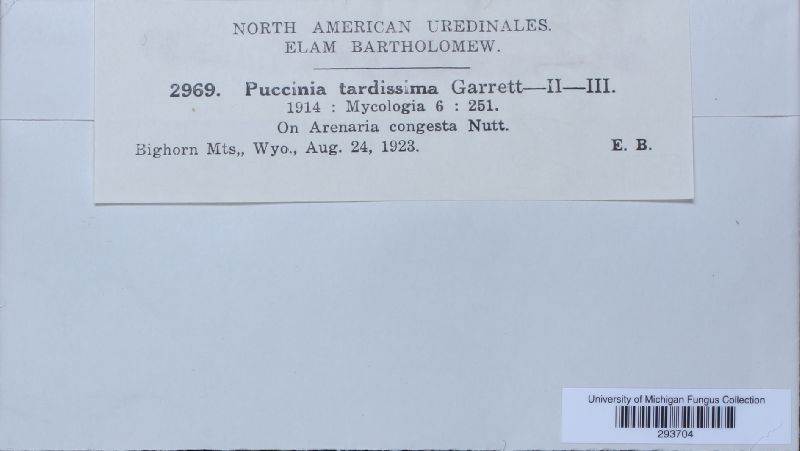 NORTH AMERICAN UREDINALES.
ELAM BARTHOLOMEW.
2969. Puccinia tardissima Garrett—II—III.
1914 : Mycologia 6 : 251.
On Arenaria congesta Nutt.
Bighorn Mts,, Wyo., Aug. 24, 1923. E. B.
University of Michigan Fungus Collection
293704